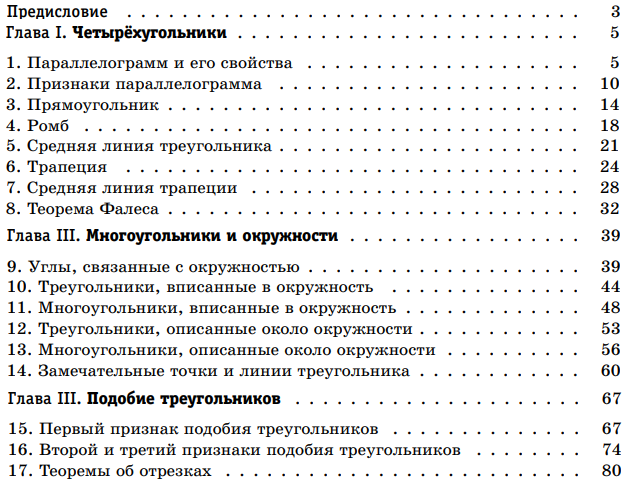 Предисловие . . . . . . . . . . . . . . . . . . . . . . . . 3
Глава I. Четырёхугольники . . . . . . . . . . . . . . . . . . 5
1. Параллелограмм и его свойства . . . . . . . . . . . . . . 5
2. Признаки параллелограмма . . . . . . . . . . . . . . . . 10
3. Прямоугольник . . . . . . . . . . . . . . . . . . . . . . 14
4. Ромб . . . . . . . . . . . . . . . . . . . . . . . . . . 18
5. Средняя линия треугольника . . . . . . . . . . . . . . . 21
6. Трапеция . . . . . . . . . . . . . . . . . . . . . . . . 24
7. Средняя линия трапеции . . . . . . . . . . . . . . . . . 28
8. Теорема Фалеса . . . . . . . . . . . . . . . . . . . . . 32
Глава III. Многоугольники и окружности . . . . . . . . . . . . 39
9. Углы, связанные с окружностью . . . . . . . . . . . . . . 39
10. Треугольники, вписанные в окружность . . . . . . . . . . 44
11. Многоугольники, вписанные в окружность . . . . . . . . . 48
12. Треугольники, описанные около окружности . . . . . . . . 53
13. Многоугольники, описанные около окружности . . . . . . . 56
14. Замечательные точки и линии треугольника . . . . . . . . 60
Глава III. Подобие треугольников . . . . . . . . . . . . . . . 67
15. Первый признак подобия треугольников . . . . . . . . . . 67
16. Второй и третий признаки подобия треугольников . . . . . . 74
17. Теоремы об отрезках . . . . . . . . . . . . . . . . . . 80